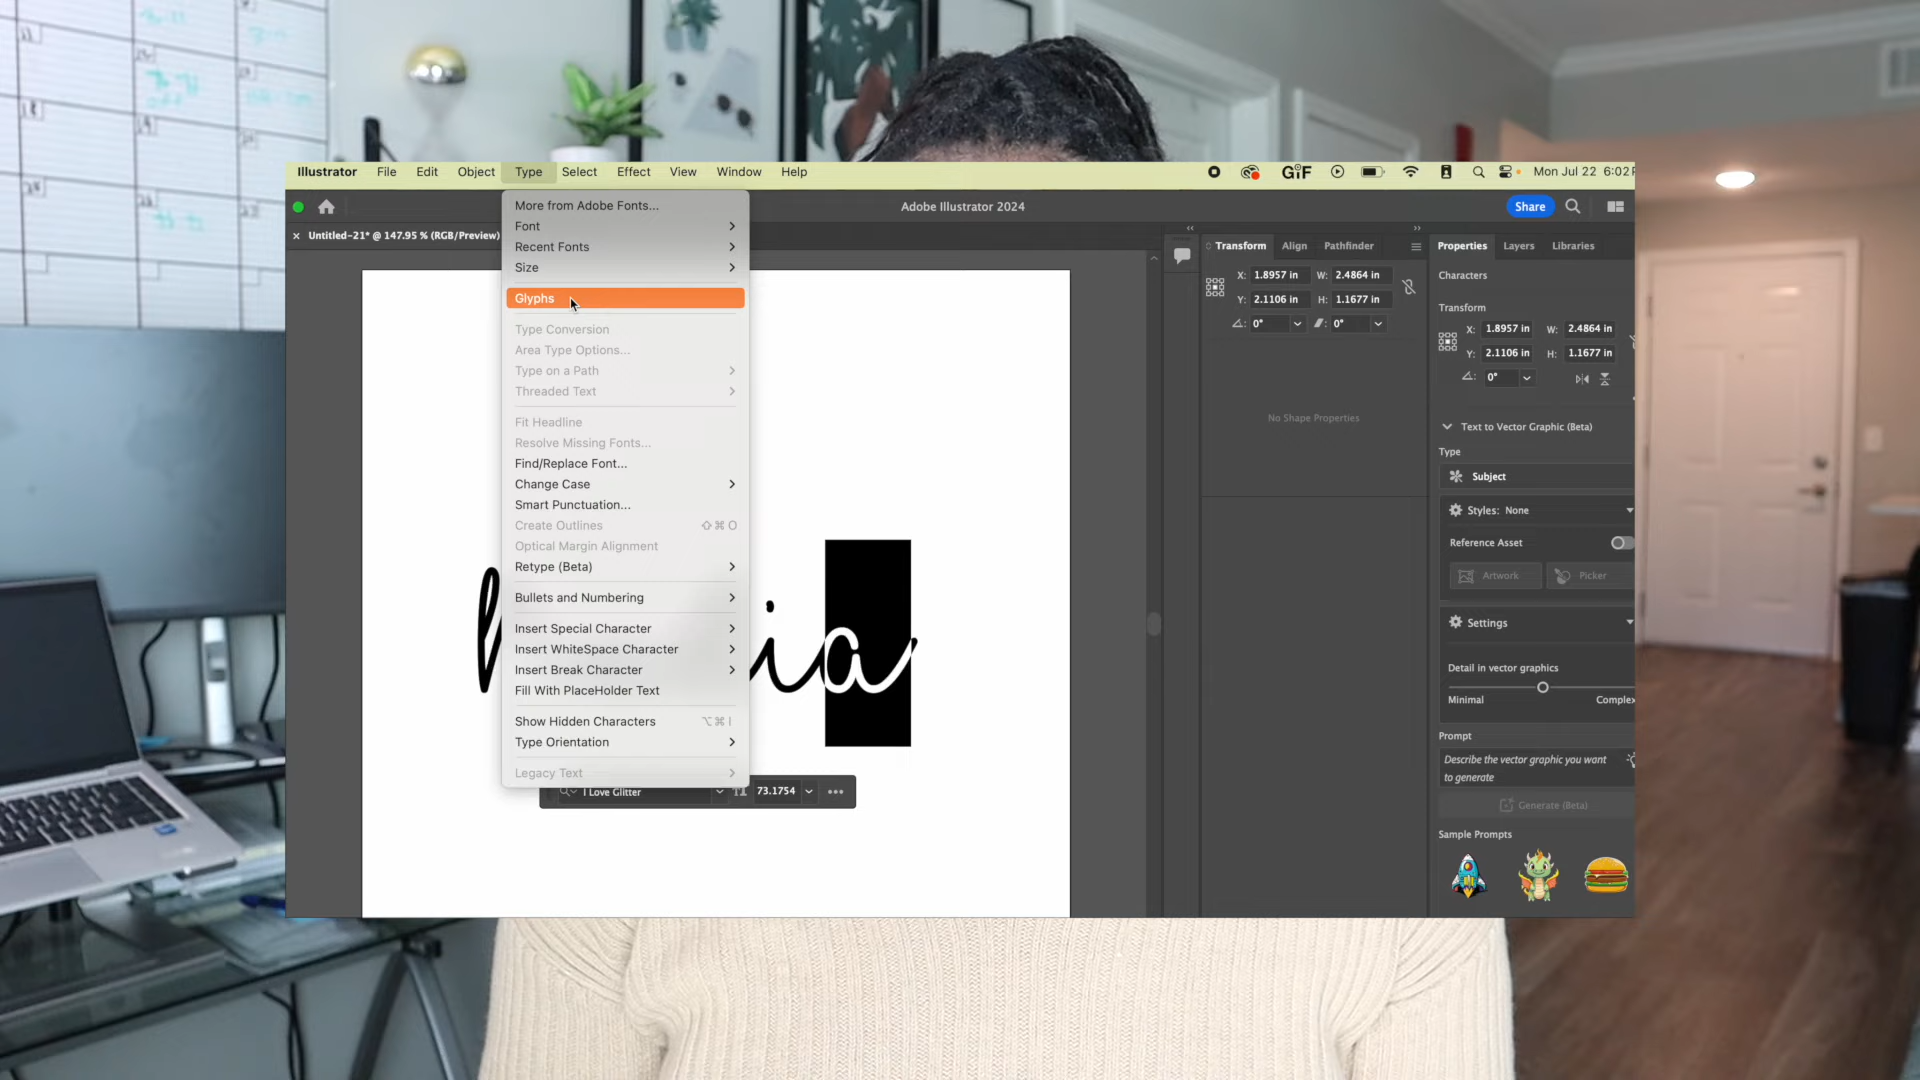 Illustrator File Edit Object Type Select Effect View Window Help GIF Mon Jul 22 6:02
Adobe Illustrator 2024 Share
× Untitled-21* @ 147.95 % (RGB/Preview)
More from Adobe Fonts...
Font
Recent Fonts
Size
Glyphs
Type Conversion
Area Type Options...
Type on a Path
Threaded Text
Fit Headline
Resolve Missing Fonts...
Find/Replace Font...
Change Case
Smart Punctuation...
Create Outlines ⇧⌘O
Optical Margin Alignment
Retype (Beta)
Bullets and Numbering
Insert Special Character
Insert WhiteSpace Character
Insert Break Character
Fill With PlaceHolder Text
Show Hidden Characters ⌥⌘I
Type Orientation
Legacy Text
ia
I Love Glitter 73.1754
Transform Align Pathfinder
X: 1.8957 in W: 2.4864 in
Y: 2.1106 in H: 1.1677 in
0° 0°
No Shape Properties
Properties Layers Libraries
Characters
Transform
X: 1.8957 in W: 2.4864 in
Y: 2.1106 in H: 1.1677 in
0°
Text to Vector Graphic (Beta)
Type
Subject
Styles: None
Reference Asset
Artwork Picker
Settings
Detail in vector graphics
Minimal Complex
Prompt
Describe the vector graphic you want
to generate
Generate (Beta)
Sample Prompts